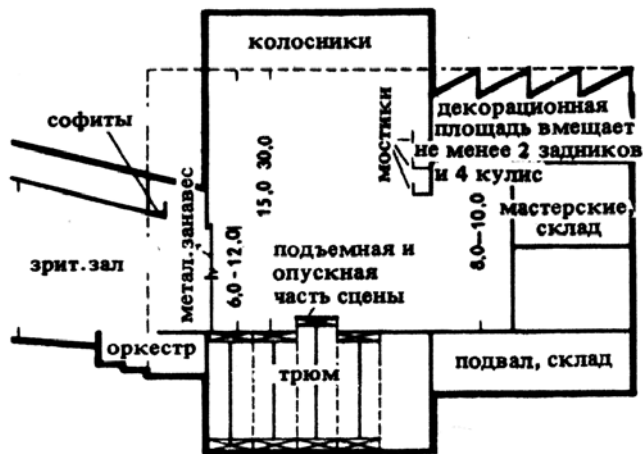 колосники
софиты
декорационная
площадь вмещает
не менее 2 задников
и 4 кулис
мостики
15,0 30,0
метал. занавес
h
6,0-12,0
8,0-10,0
мастерские,
склад
зрит. зал
подъемная и
опускная
часть сцены
оркестр
трюм
подвал, склад